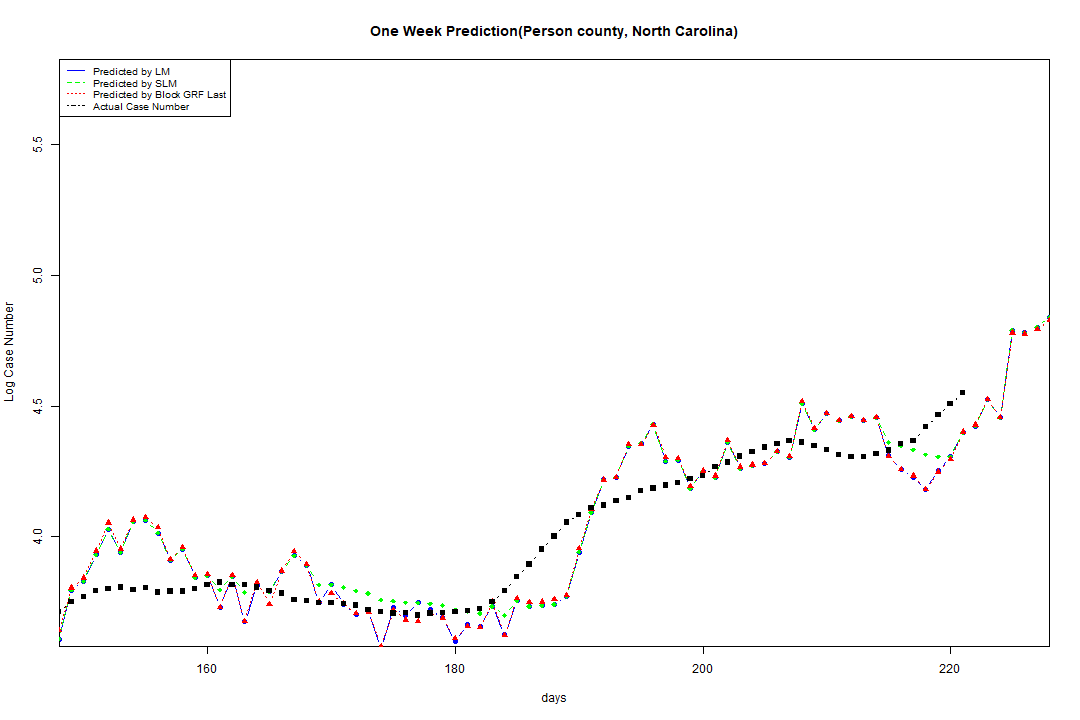 One Week Prediction(Person county, North Carolina)
Predicted by LM
Predicted by SLM
Predicted by Block GRF Last
Actual Case Number
5.5
5.0
4.5
4.0
Log Case Number
160 180 200 220
days